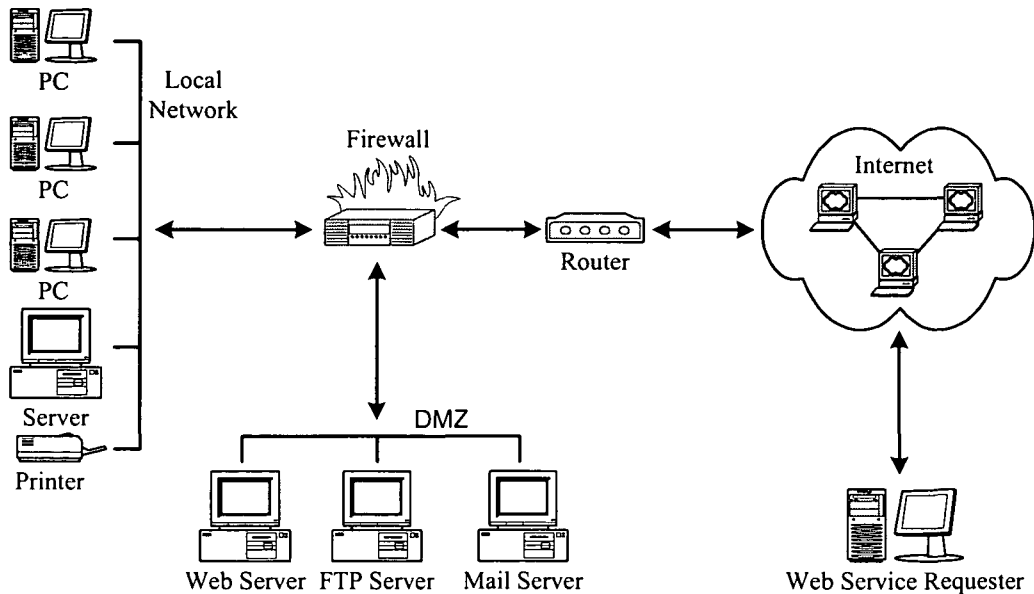 PC
Local
Network
PC
PC
Server
Printer
Firewall
Router
Internet
DMZ
Web Server
FTP Server
Mail Server
Web Service Requester